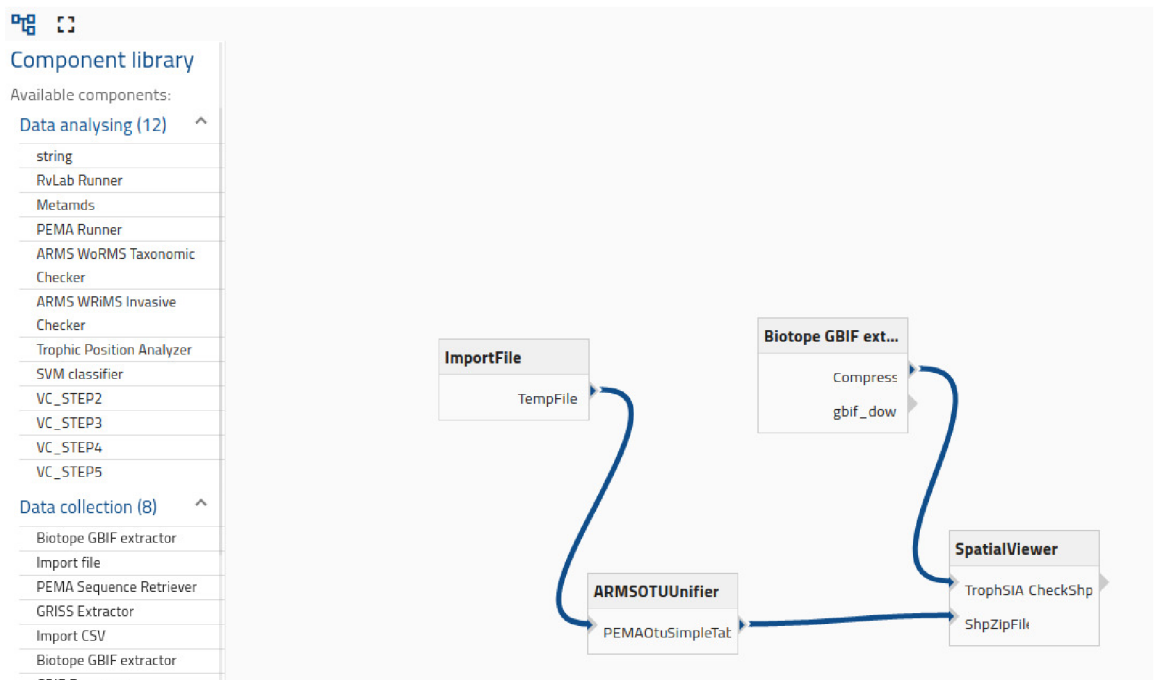 Component library
Available components:
Data analysing (12)
string
RvLab Runner
Metamds
PEMA Runner
ARMS WoRMS Taxonomic
Checker
ARMS WRiMS Invasive
Checker
Trophic Position Analyzer
SVM classifier
VC_STEP2
VC_STEP3
VC_STEP4
VC_STEP5
Data collection (8)
Biotope GBIF extractor
Import file
PEMA Sequence Retriever
GRISS Extractor
Import CSV
Biotope GBIF extractor
ImportFile
TempFile
Biotope GBIF ext...
Compress
gbif_dow
ARMSOTUUnifier
PEMAOtuSimpleTab
SpatialViewer
TrophSIA CheckShp
ShpZipFile